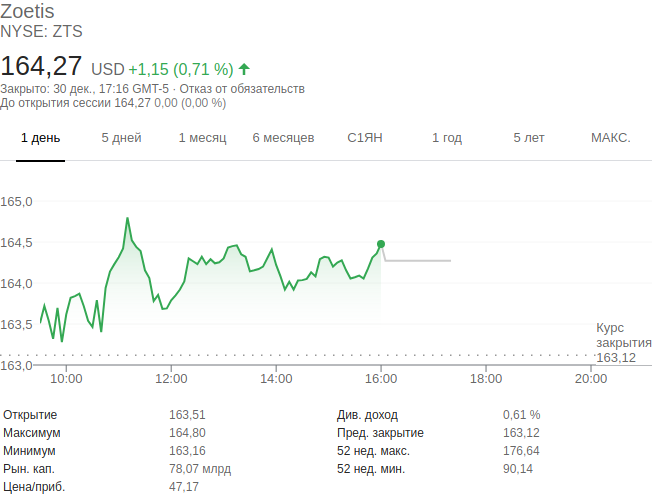 Zoetis
NYSE: ZTS
164,27 USD +1,15 (0,71 %)
Закрыто: 30 дек., 17:16 GMT-5 · Отказ от обязательств
До открытия сессии 164,27 0,00 (0,00 %)
1 день 5 дней 1 месяц 6 месяцев С1ЯН 1 год 5 лет МАКС.
165,0
164,5
164,0
163,5
Курс
закрытия
163,12
163,0
10:00 12:00 14:00 16:00 18:00 20:00
Открытие 163,51 Див. доход 0,61 %
Максимум 164,80 Пред. закрытие 163,12
Минимум 163,16 52 нед. макс. 176,64
Рын. кап. 78,07 млрд 52 нед. мин. 90,14
Цена/приб. 47,17